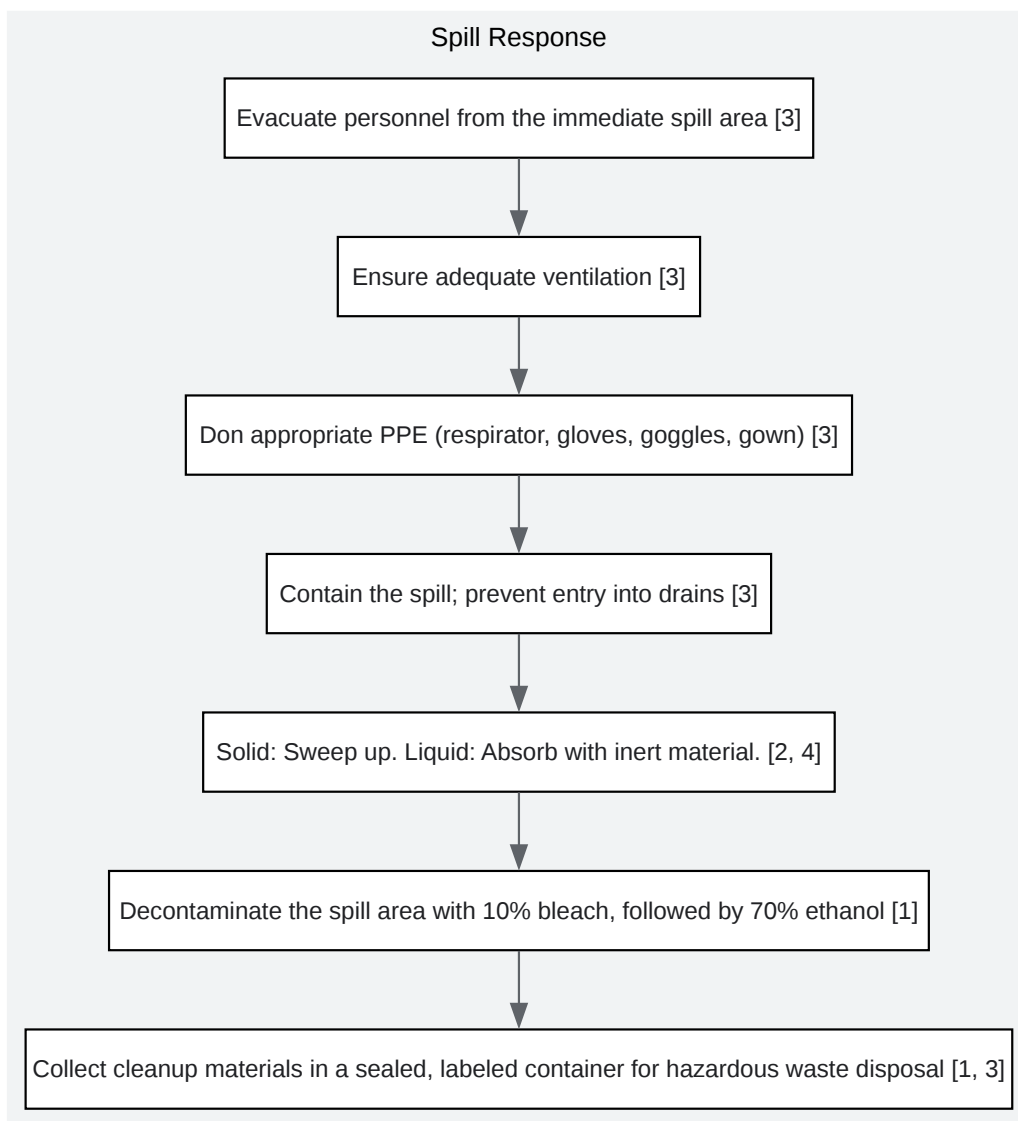 Spill Response
Evacuate personnel from the immediate spill area [3]
Ensure adequate ventilation [3]
Don appropriate PPE (respirator, gloves, goggles, gown) [3]
Contain the spill; prevent entry into drains [3]
Solid: Sweep up. Liquid: Absorb with inert material. [2, 4]
Decontaminate the spill area with 10% bleach, followed by 70% ethanol [1]
Collect cleanup materials in a sealed, labeled container for hazardous waste disposal [1, 3]